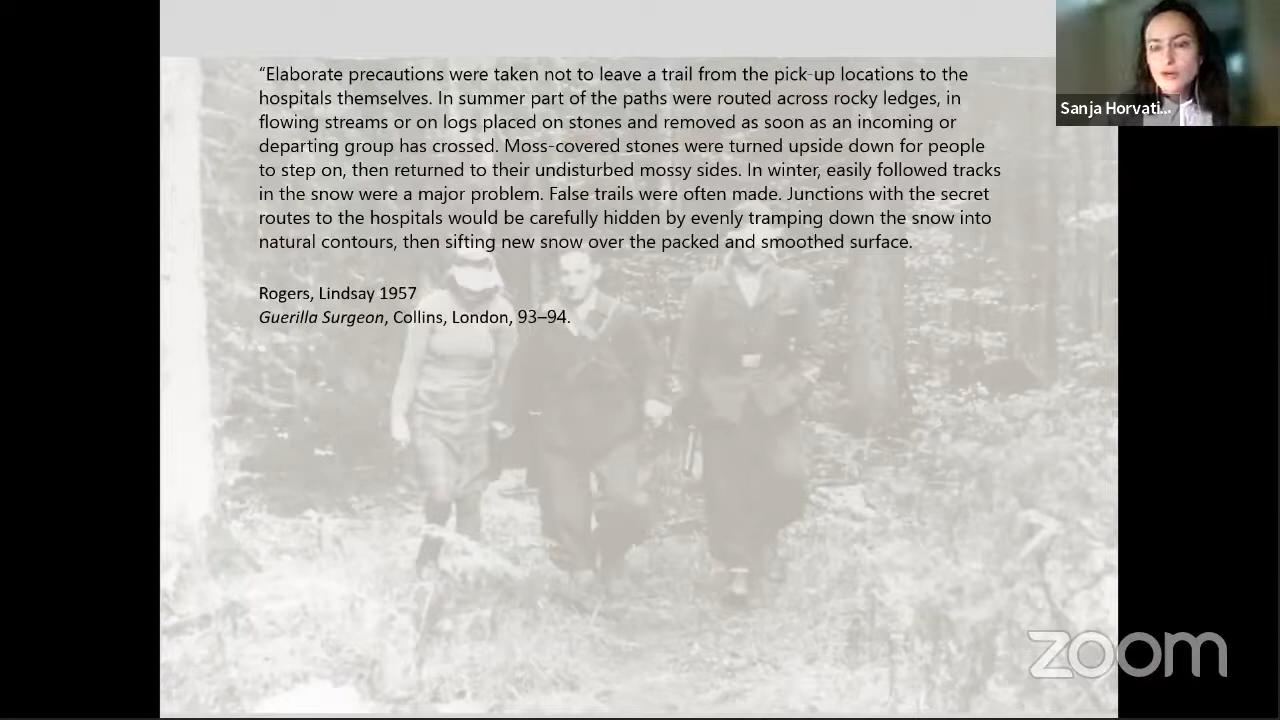 “Elaborate precautions were taken not to leave a trail from the pick-up locations to the
hospitals themselves. In summer part of the paths were routed across rocky ledges, in
flowing streams or on logs placed on stones and removed as soon as an incoming or
departing group has crossed. Moss-covered stones were turned upside down for people
to step on, then returned to their undisturbed mossy sides. In winter, easily followed tracks
in the snow were a major problem. False trails were often made. Junctions with the secret
routes to the hospitals would be carefully hidden by evenly tramping down the snow into
natural contours, then sifting new snow over the packed and smoothed surface.
Rogers, Lindsay 1957
Guerilla Surgeon, Collins, London, 93–94.
Sanja Horvati...
zoom